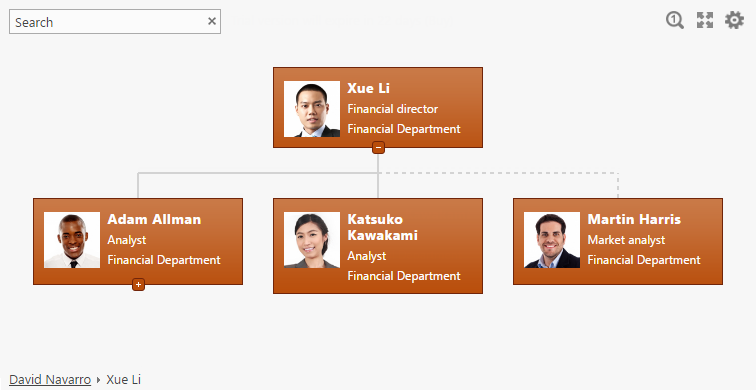 Search
1
Xue Li
Financial director
Financial Department
Adam Allman
Analyst
Financial Department
Katsuko
Kawakami
Analyst
Financial Department
Martin Harris
Market analyst
Financial Department
David Navarro Xue Li